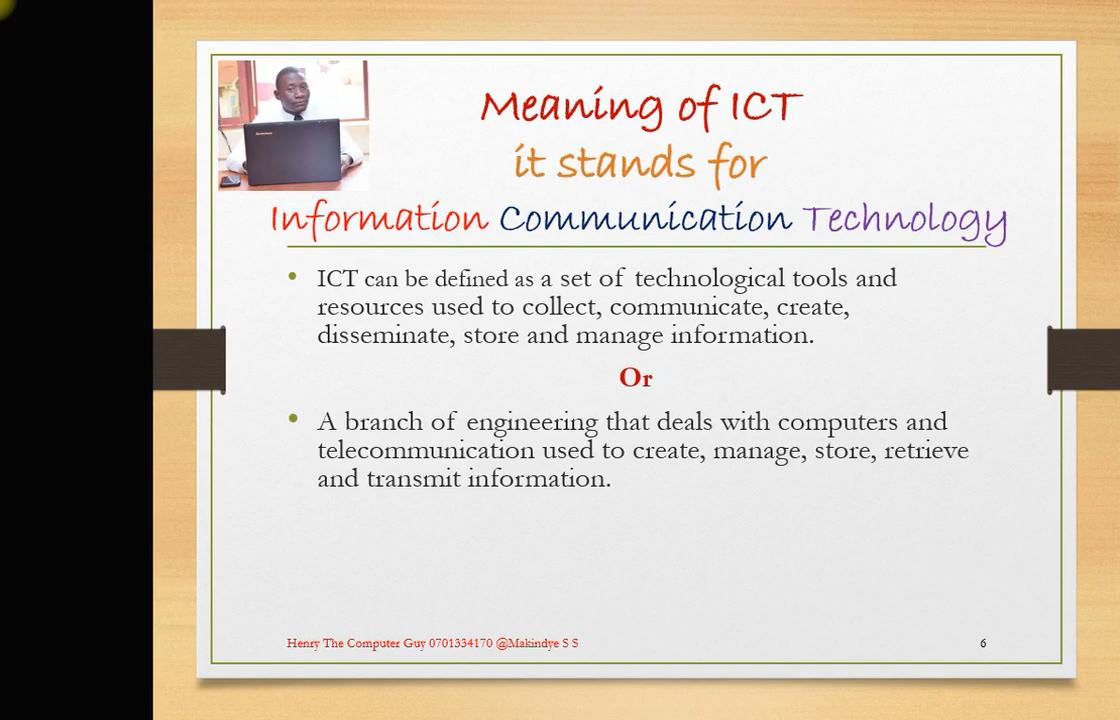 Meaning of ICT
it stands for
Information Communication Technology
• ICT can be defined as a set of technological tools and
resources used to collect, communicate, create,
disseminate, store and manage information.
Or
• A branch of engineering that deals with computers and
telecommunication used to create, manage, store, retrieve
and transmit information.
Henry The Computer Guy 0701334170 @Makindye S S
6